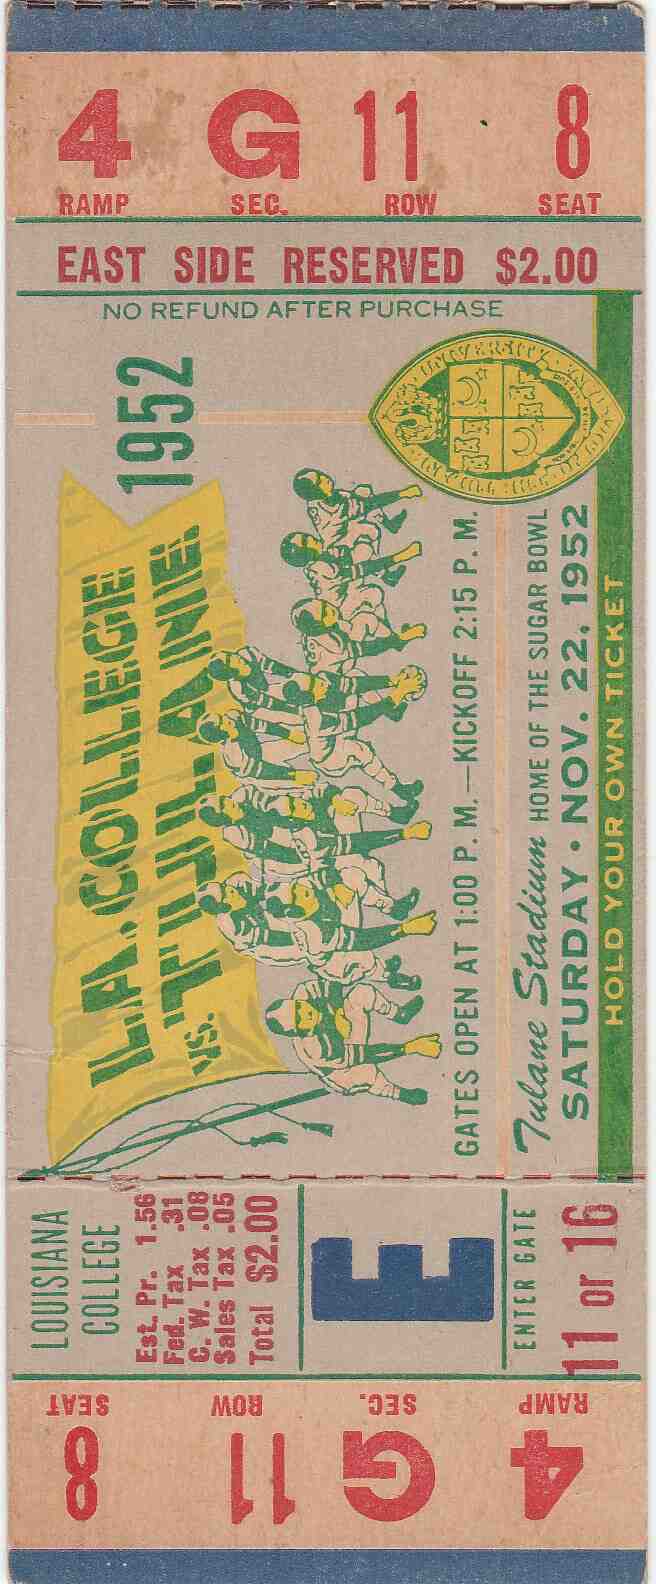 8 SEAT
11 ROW
G SEC.
4 RAMP
LOUISIANA
COLLEGE
Est. Pr. 1.56
Fed. Tax .31
C. W. Tax .08
Sales Tax .05
Total $2.00
E
ENTER GATE
11 or 16
L.A. COLLEGE
VS. TULANE
1952
GATES OPEN AT 1:00 P. M.—KICKOFF 2:15 P. M.
Tulane Stadium HOME OF THE SUGAR BOWL
SATURDAY • NOV. 22, 1952
HOLD YOUR OWN TICKET
NO REFUND AFTER PURCHASE
EAST SIDE RESERVED $2.00
RAMP 4
SEC. G
ROW 11
SEAT 8